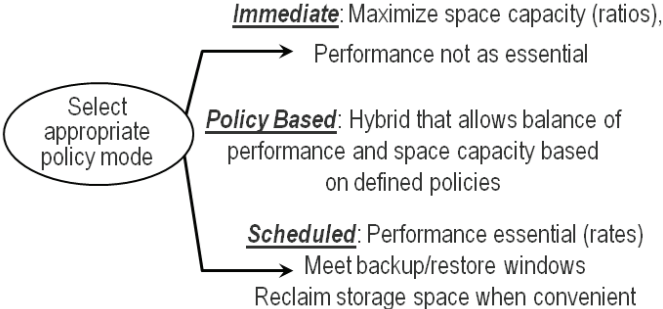 Immediate: Maximize space capacity (ratios),
Performance not as essential
Select
appropriate
policy mode
Policy Based: Hybrid that allows balance of
performance and space capacity based
on defined policies
Scheduled: Performance essential (rates)
Meet backup/restore windows
Reclaim storage space when convenient